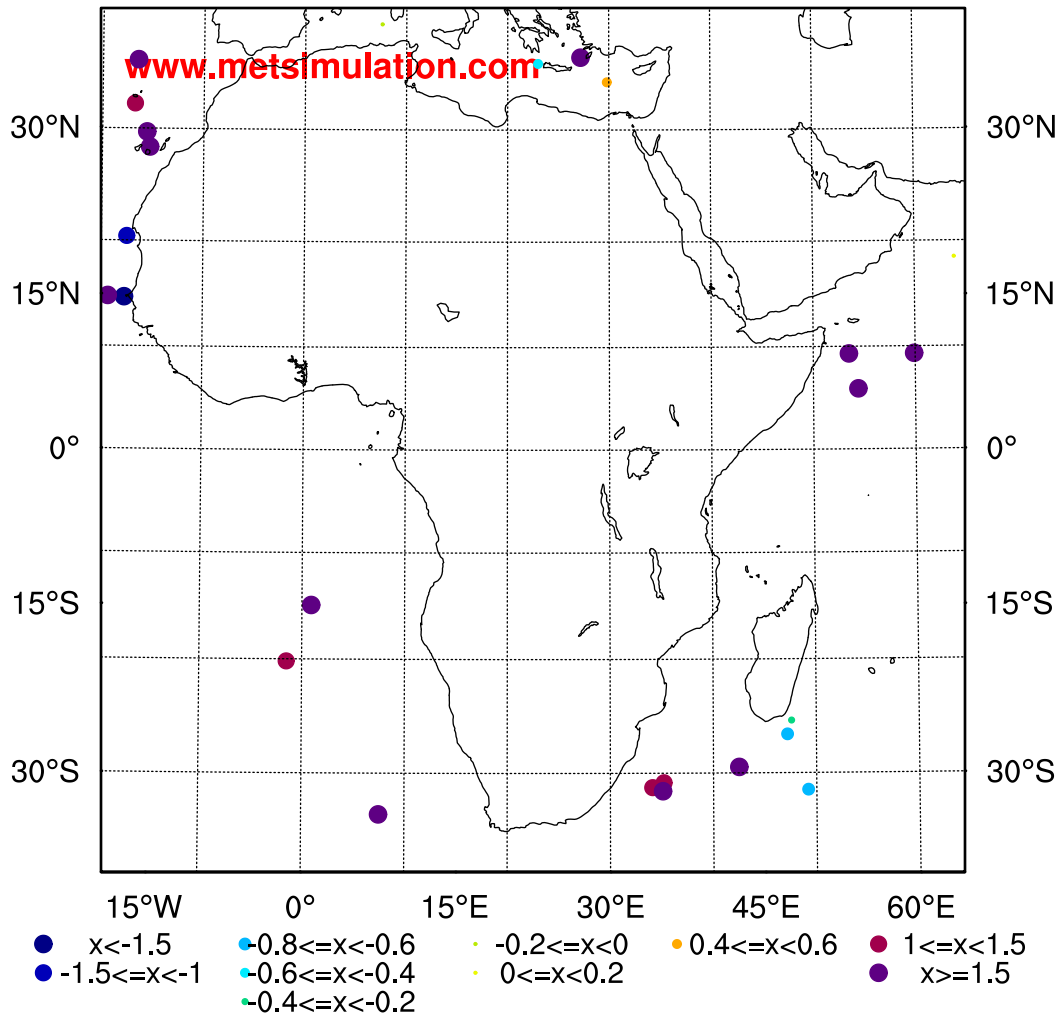 www.metsimulation.com
30°N 30°N
15°N 15°N
0° 0°
15°S 15°S
30°S 30°S
15°W 0° 15°E 30°E 45°E 60°E
x<-1.5 -0.8<=x<-0.6 -0.2<=x<0 0.4<=x<0.6 1<=x<1.5
-1.5<=x<-1 -0.6<=x<-0.4 0<=x<0.2 x>=1.5
-0.4<=x<-0.2